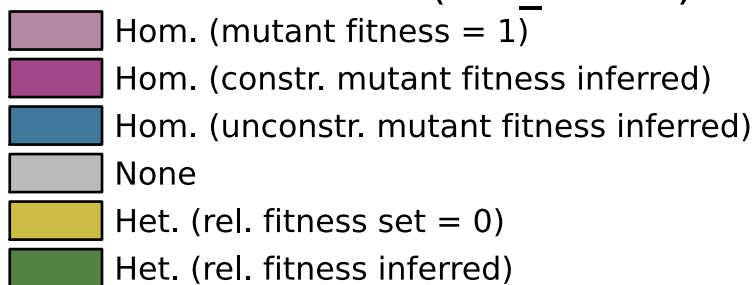 Hom. (mutant fitness = 1)
Hom. (constr. mutant fitness inferred)
Hom. (unconstr. mutant fitness inferred)
None
Het. (rel. fitness set = 0)
Het. (rel. fitness inferred)